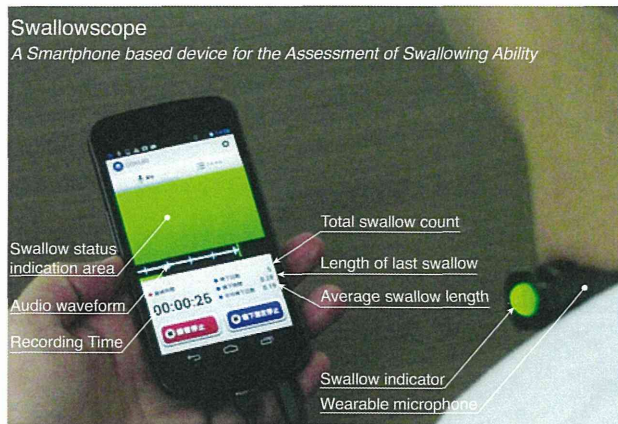 Swallowscope
A Smartphone based device for the Assessment of Swallowing Ability
Total swallow count
Swallow status
indication area
Length of last swallow
Audio waveform
Average swallow length
00:00:25
Recording Time
Swallow indicator
Wearable microphone